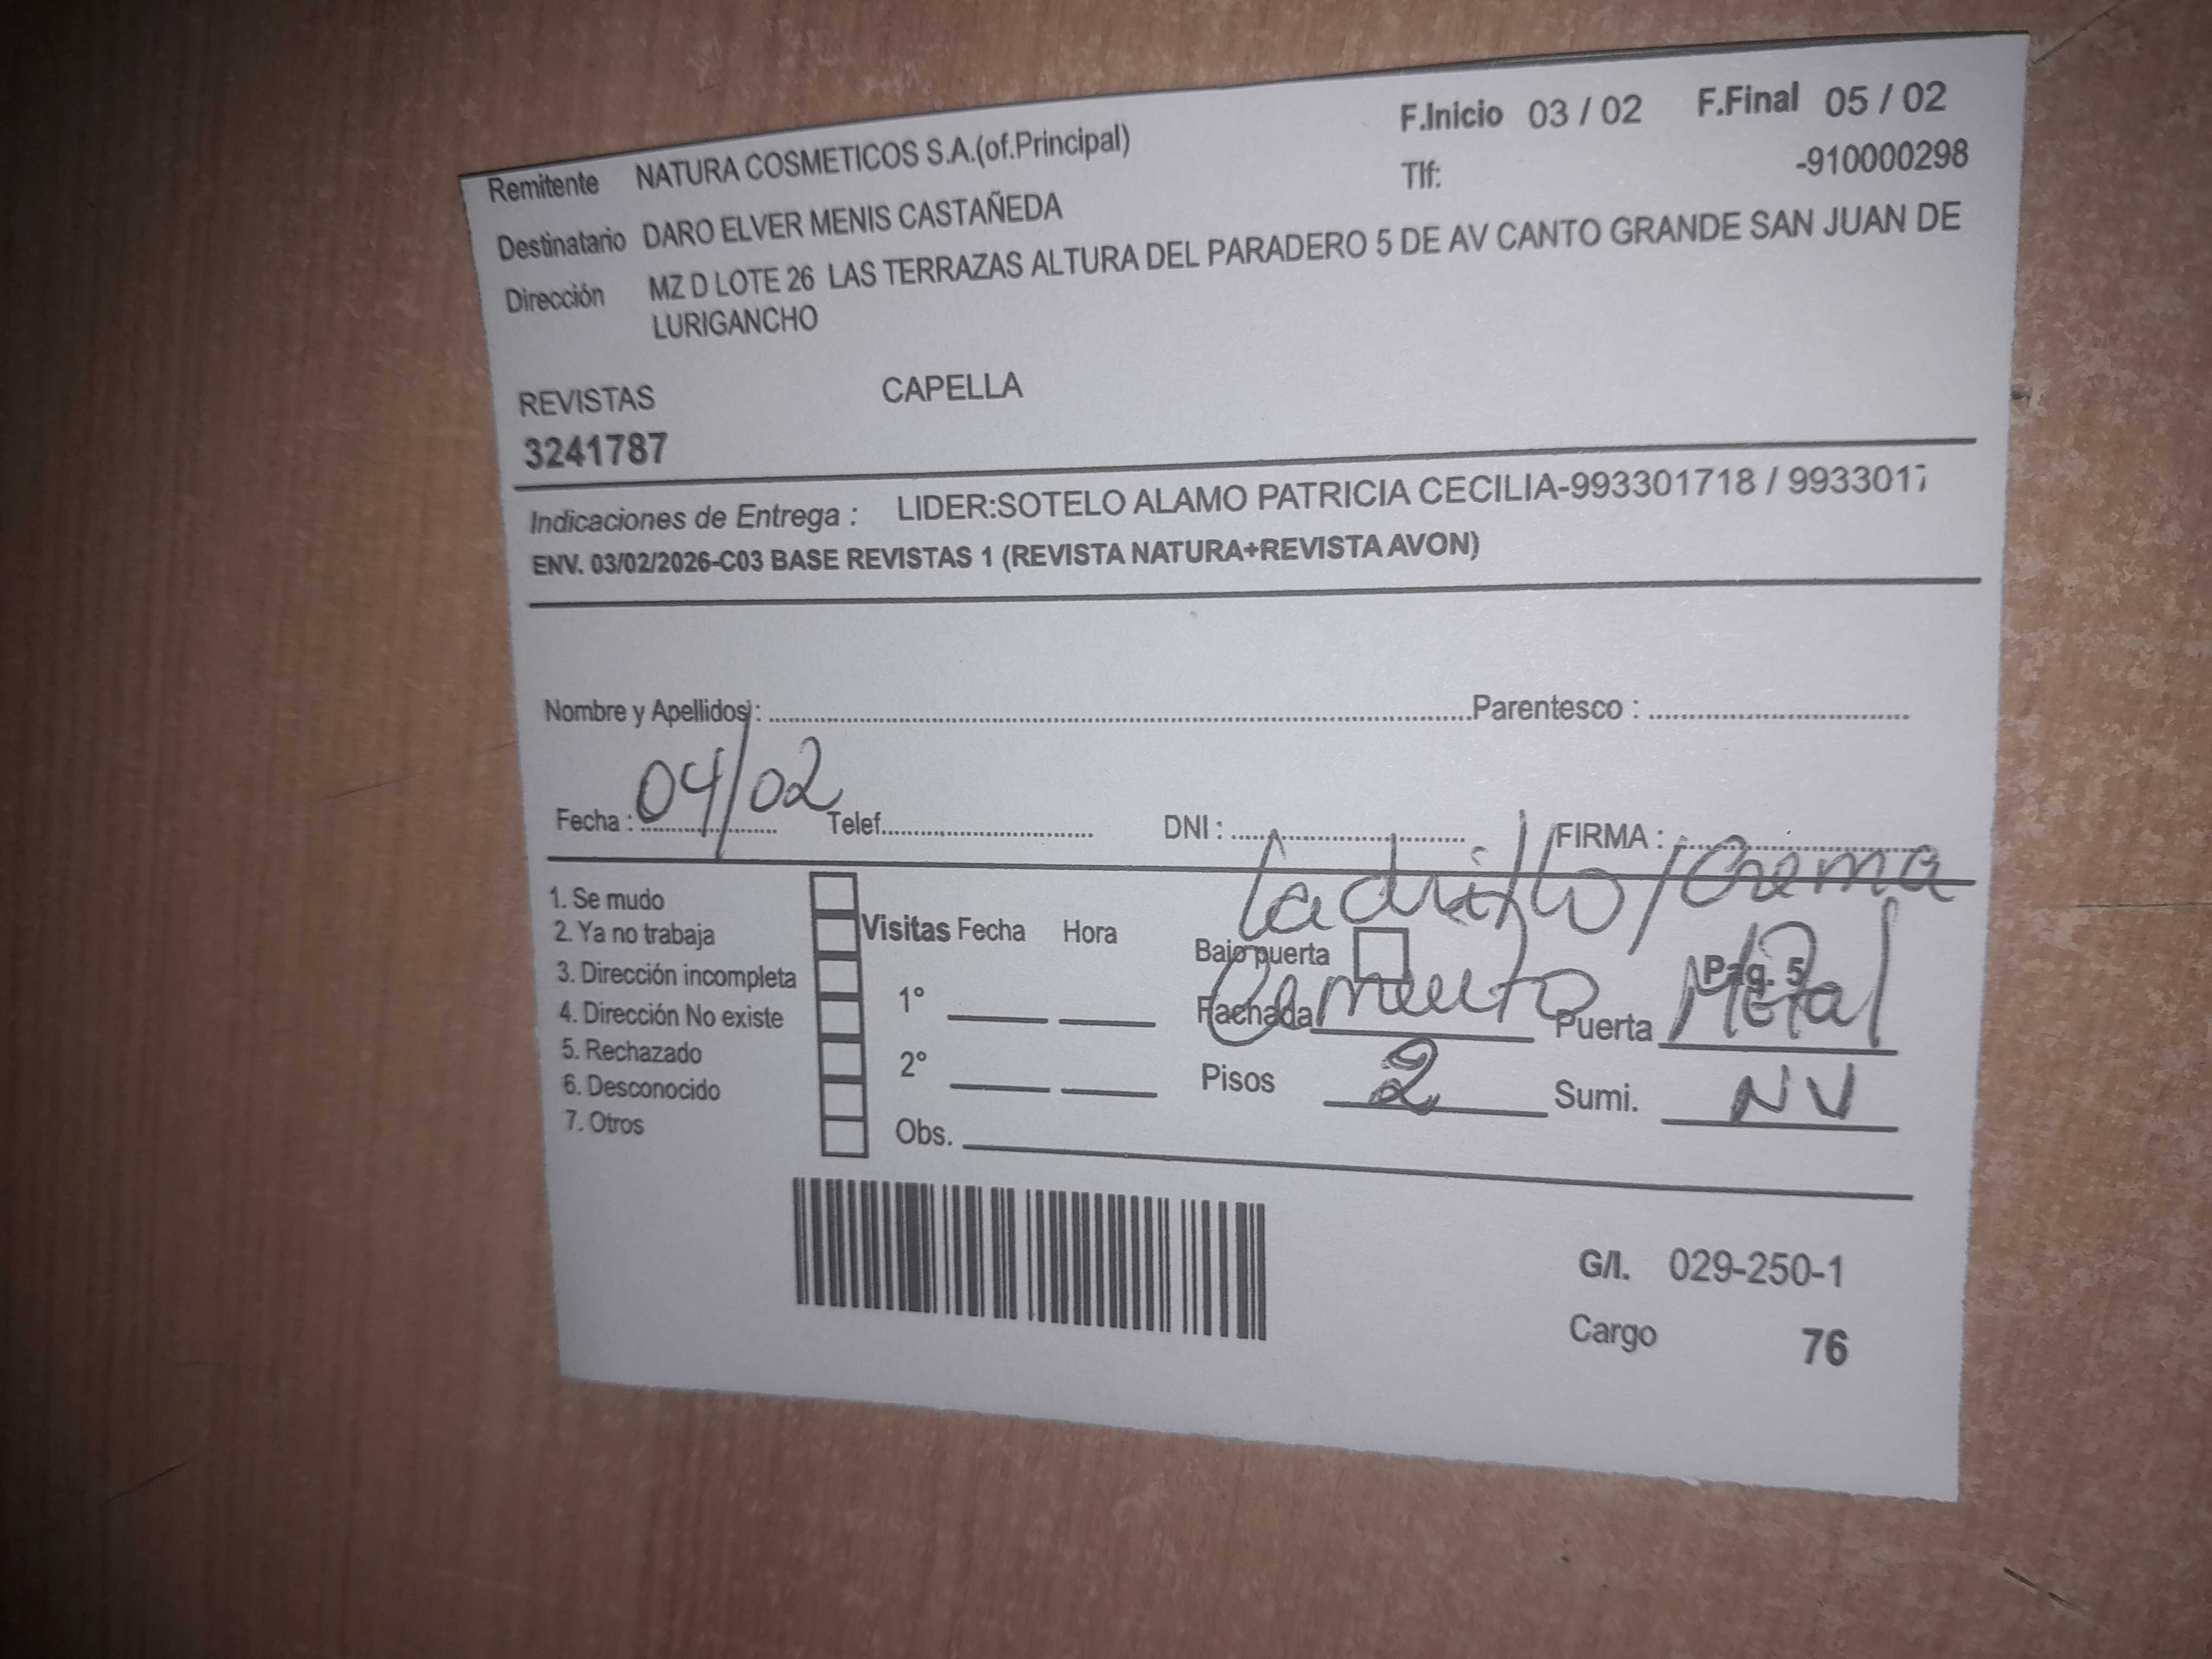 Remitente NATURA COSMETICOS S.A.(of.Principal) F.Inicio 03 / 02 F.Final 05 / 02
Destinatario DARO ELVER MENIS CASTAÑEDA Tlf: -910000298
Dirección MZ D LOTE 26 LAS TERRAZAS ALTURA DEL PARADERO 5 DE AV CANTO GRANDE SAN JUAN DE
LURIGANCHO
REVISTAS CAPELLA
3241787
Indicaciones de Entrega : LIDER:SOTELO ALAMO PATRICIA CECILIA-993301718 / 993301
ENV. 03/02/2026-C03 BASE REVISTAS 1 (REVISTA NATURA+REVISTA AVON)
Nombre y Apellidos : Parentesco :
Fecha : 04/02 Telef. DNI : FIRMA :
Ladrillo / Crema
1. Se mudo
2. Ya no trabaja Visitas Fecha Hora Bajo puerta Pag. 5
3. Dirección incompleta
4. Dirección No existe 1° Fachada Cemento Puerta Metal
5. Rechazado
6. Desconocido 2° Pisos 2 Sumi. NV
7. Otros Obs.
G/I. 029-250-1
Cargo 76